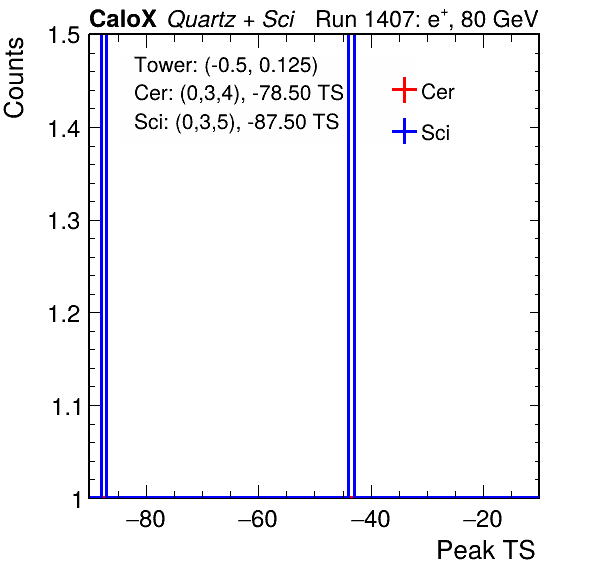 CaloX Quartz + Sci Run 1407: e⁺, 80 GeV
Counts
1.5
1.4
1.3
1.2
1.1
1
Tower: (-0.5, 0.125)
Cer: (0,3,4), -78.50 TS
Sci: (0,3,5), -87.50 TS
Cer
Sci
−80 −60 −40 −20
Peak TS